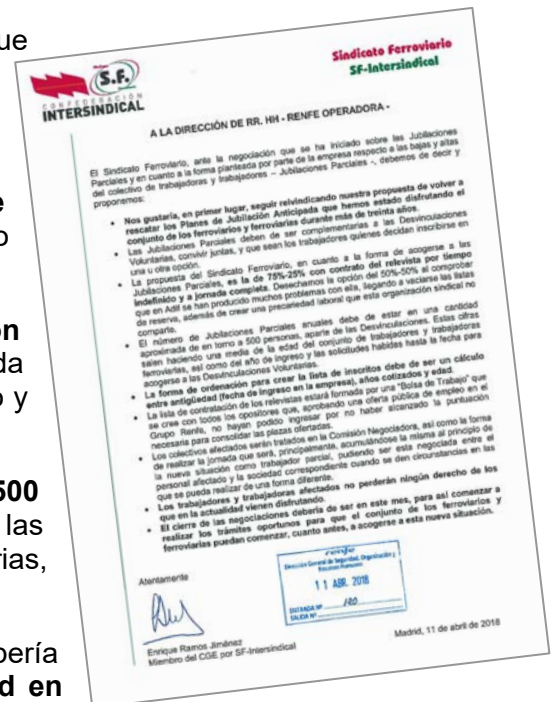 ue
e
o
ón
da
o y
500
las
rias,
bería
d en
S.F.
CONFEDERACIÓN
INTERSINDICAL
Sindicato Ferroviario
SF-Intersindical
A LA DIRECCIÓN DE RR. HH - RENFE OPERADORA -
El Sindicato Ferroviario, ante la negociación que se ha iniciado sobre las Jubilaciones
Parciales y en cuanto a la forma planteada por parte de la empresa respecto a las bajas y altas
del colectivo de trabajadoras y trabajadores – Jubilaciones Parciales -, debemos de decir y
proponemos:
• Nos gustaría, en primer lugar, seguir reivindicando nuestra propuesta de volver a
rescatar los Planes de Jubilación Anticipada que hemos estado disfrutando el
conjunto de los ferroviarios y ferroviarias durante más de treinta años.
• Las Jubilaciones Parciales deben de ser complementarias a las Desvinculaciones
Voluntarias, convivir juntas, y que sean los trabajadores quienes decidan inscribirse en
una u otra opción.
• La propuesta del Sindicato Ferroviario, en cuanto a la forma de acogerse a las
Jubilaciones Parciales, es la de 75%-25% con contrato del relevista por tiempo
indefinido y a jornada completa. Desechamos la opción del 50%-50% al comprobar
que en Adif se han producido muchos problemas con ella, llegando a vaciarse las listas
de reserva, además de crear una precariedad laboral que esta organización sindical no
comparte.
• El número de Jubilaciones Parciales anuales debe de estar en una cantidad
aproximada de en torno a 500 personas, aparte de las Desvinculaciones. Estas cifras
salen haciendo una media de la edad del conjunto de trabajadores y trabajadoras
ferroviarias, así como del año de ingreso y las solicitudes habidas hasta la fecha para
acogerse a las Desvinculaciones Voluntarias.
• La forma de ordenación para crear la lista de inscritos debe de ser un cálculo
entre antigüedad (fecha de ingreso en la empresa), años cotizados y edad.
• La lista de contratación de los relevistas estará formada por una "Bolsa de Trabajo" que
se cree con todos los opositores que, aprobando una oferta pública de empleo en el
Grupo Renfe, no hayan podido ingresar por no haber alcanzado la puntuación
necesaria para consolidar las plazas ofertadas.
• Los colectivos afectados serán tratados en la Comisión Negociadora, así como la forma
de realizar la jornada que será, principalmente, acumulándose la misma al principio de
la nueva situación como trabajador parcial, pudiendo ser esta negociada entre el
personal afectado y la sociedad correspondiente cuando se den circunstancias en las
que se pueda realizar de una forma diferente.
• Los trabajadores y trabajadoras afectados no perderán ningún derecho de los
que en la actualidad vienen disfrutando.
• El cierre de las negociaciones debería de ser en este mes, para así comenzar a
realizar los trámites oportunos para que el conjunto de los ferroviarios y
ferroviarias puedan comenzar, cuanto antes, a acogerse a esta nueva situación.
Atentamente
renfe
Dirección General de Seguridad, Organización y
Recursos Humanos
11 ABR. 2018
ENTRADA Nº 120
SALIDA Nº
Enrique Ramos Jiménez
Miembro del CGE por SF-Intersindical
Madrid, 11 de abril de 2018